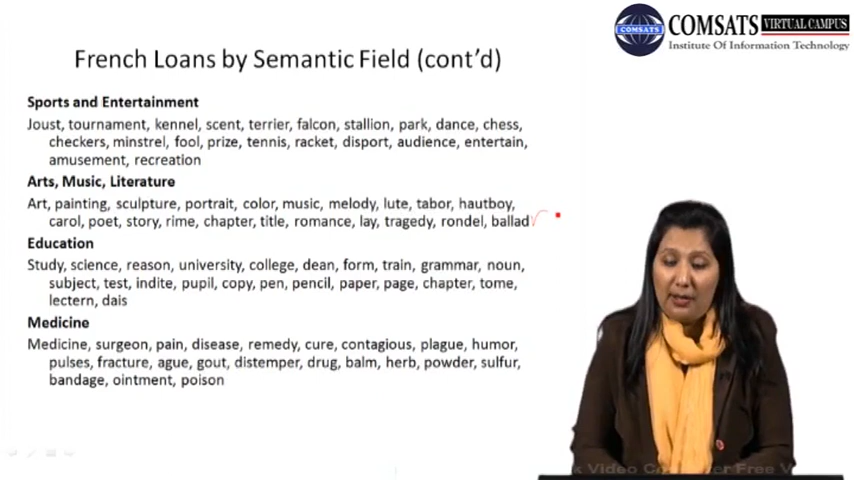 COMSATS
COMSATS VIRTUAL CAMPUS
Institute Of Information Technology
French Loans by Semantic Field (cont'd)
Sports and Entertainment
Joust, tournament, kennel, scent, terrier, falcon, stallion, park, dance, chess,
checkers, minstrel, fool, prize, tennis, racket, disport, audience, entertain,
amusement, recreation
Arts, Music, Literature
Art, painting, sculpture, portrait, color, music, melody, lute, tabor, hautboy,
carol, poet, story, rime, chapter, title, romance, lay, tragedy, rondel, ballad
Education
Study, science, reason, university, college, dean, form, train, grammar, noun,
subject, test, indite, pupil, copy, pen, pencil, paper, page, chapter, tome,
lectern, dais
Medicine
Medicine, surgeon, pain, disease, remedy, cure, contagious, plague, humor,
pulses, fracture, ague, gout, distemper, drug, balm, herb, powder, sulfur,
bandage, ointment, poison
Video Free